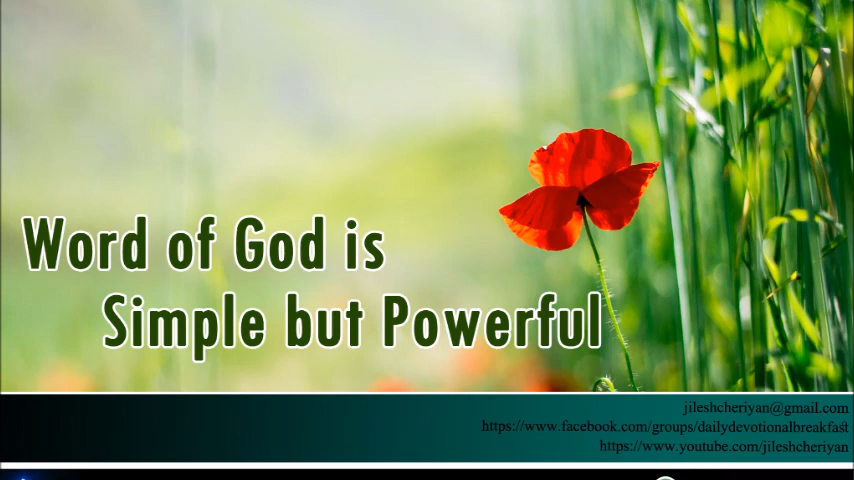 Word of God is
Simple but Powerful
jileshcheriyan@gmail.com
https://www.facebook.com/groups/dailydevotionalbreakfast
https://www.youtube.com/jileshcheriyan